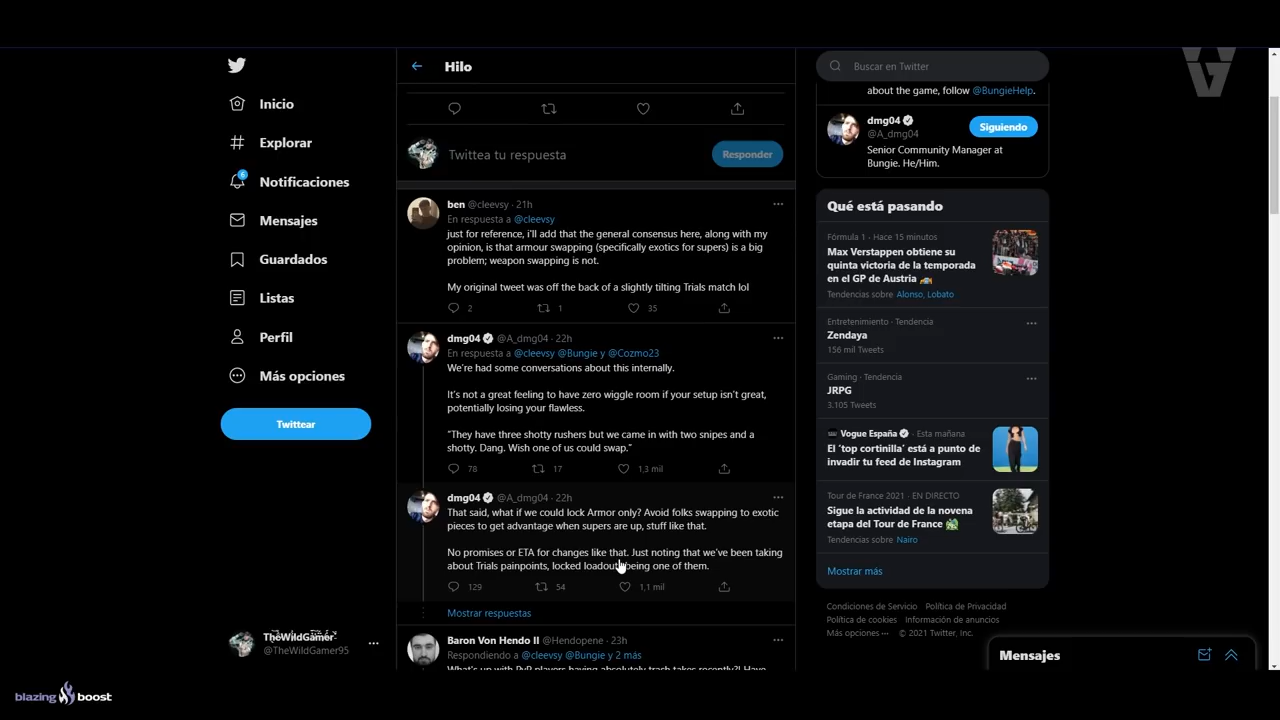 Hilo
Buscar en Twitter
Inicio
Explorar
6
Notificaciones
Mensajes
Guardados
Listas
Perfil
Más opciones
Twittear
TheWildGamer
@TheWildGamer95
Twittea tu respuesta
Responder
ben @cleevsy · 21h
En respuesta a @cleevsy
just for reference, i'll add that the general consensus here, along with my
opinion, is that armour swapping (specifically exotics for supers) is a big
problem; weapon swapping is not.
My original tweet was off the back of a slightly tilting Trials match lol
2 1 35
dmg04 @A_dmg04 · 22h
En respuesta a @cleevsy @Bungie y @Cozmo23
We're had some conversations about this internally.
It's not a great feeling to have zero wiggle room if your setup isn't great,
potentially losing your flawless.
"They have three shotty rushers but we came in with two snipes and a
shotty. Dang. Wish one of us could swap."
78 17 1,3 mil
dmg04 @A_dmg04 · 22h
That said, what if we could lock Armor only? Avoid folks swapping to exotic
pieces to get advantage when supers are up, stuff like that.
No promises or ETA for changes like that. Just noting that we've been taking
about Trials painpoints, locked loadouts being one of them.
129 54 1,1 mil
Mostrar respuestas
Baron Von Hendo II @Hendopene · 23h
Respondiendo a @cleevsy @Bungie y 2 más
What's up with PvP players having absolutely trash takes recently?! Have
about the game, follow @BungieHelp.
dmg04
@A_dmg04
Siguiendo
Senior Community Manager at
Bungie. He/Him.
Qué está pasando
Fórmula 1 · Hace 15 minutos
Max Verstappen obtiene su
quinta victoria de la temporada
en el GP de Austria
Tendencias sobre Alonso, Lobato
Entretenimiento · Tendencia
Zendaya
156 mil Tweets
Gaming · Tendencia
JRPG
3.105 Tweets
Vogue España · Esta mañana
El 'top cortinilla' está a punto de
invadir tu feed de Instagram
Tour de France 2021 · EN DIRECTO
Sigue la actividad de la novena
etapa del Tour de France
Tendencias sobre Nairo
Mostrar más
Condiciones de Servicio Política de Privacidad
Política de cookies Información de anuncios
Más opciones © 2021 Twitter, Inc.
Mensajes
blazing boost